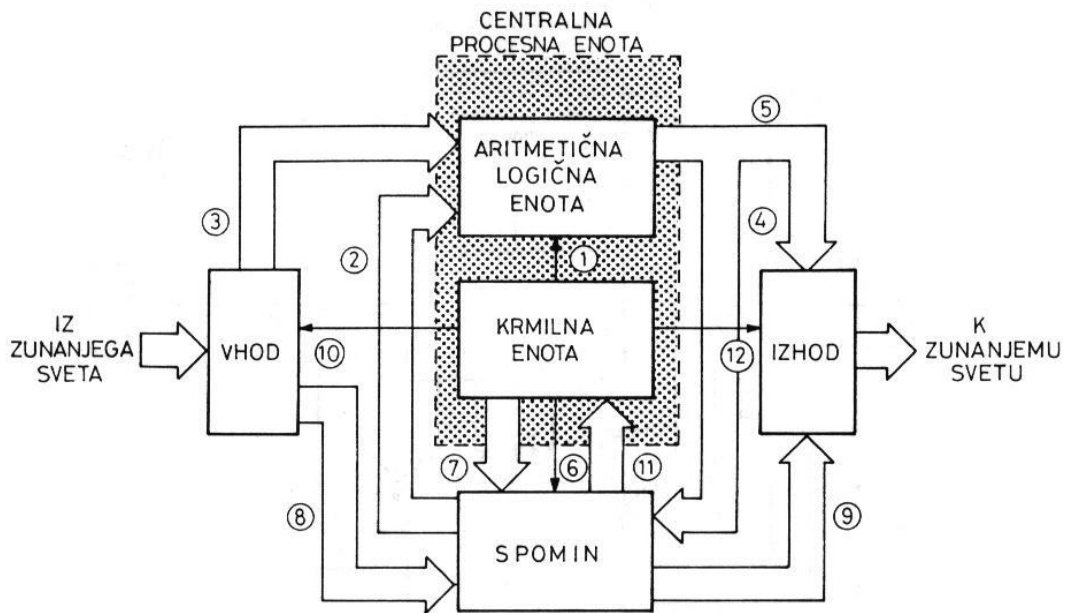 CENTRALNA
PROCESNA ENOTA
⑤
ARITMETIČNA
LOGIČNA
ENOTA
③
②
④
①
IZ
ZUNANJEGA
SVETA
VHOD
⑩
KRMILNA
ENOTA
⑫
IZHOD
K
ZUNANJEMU
SVETU
⑦
⑥
⑪
⑧
⑨
SPOMIN